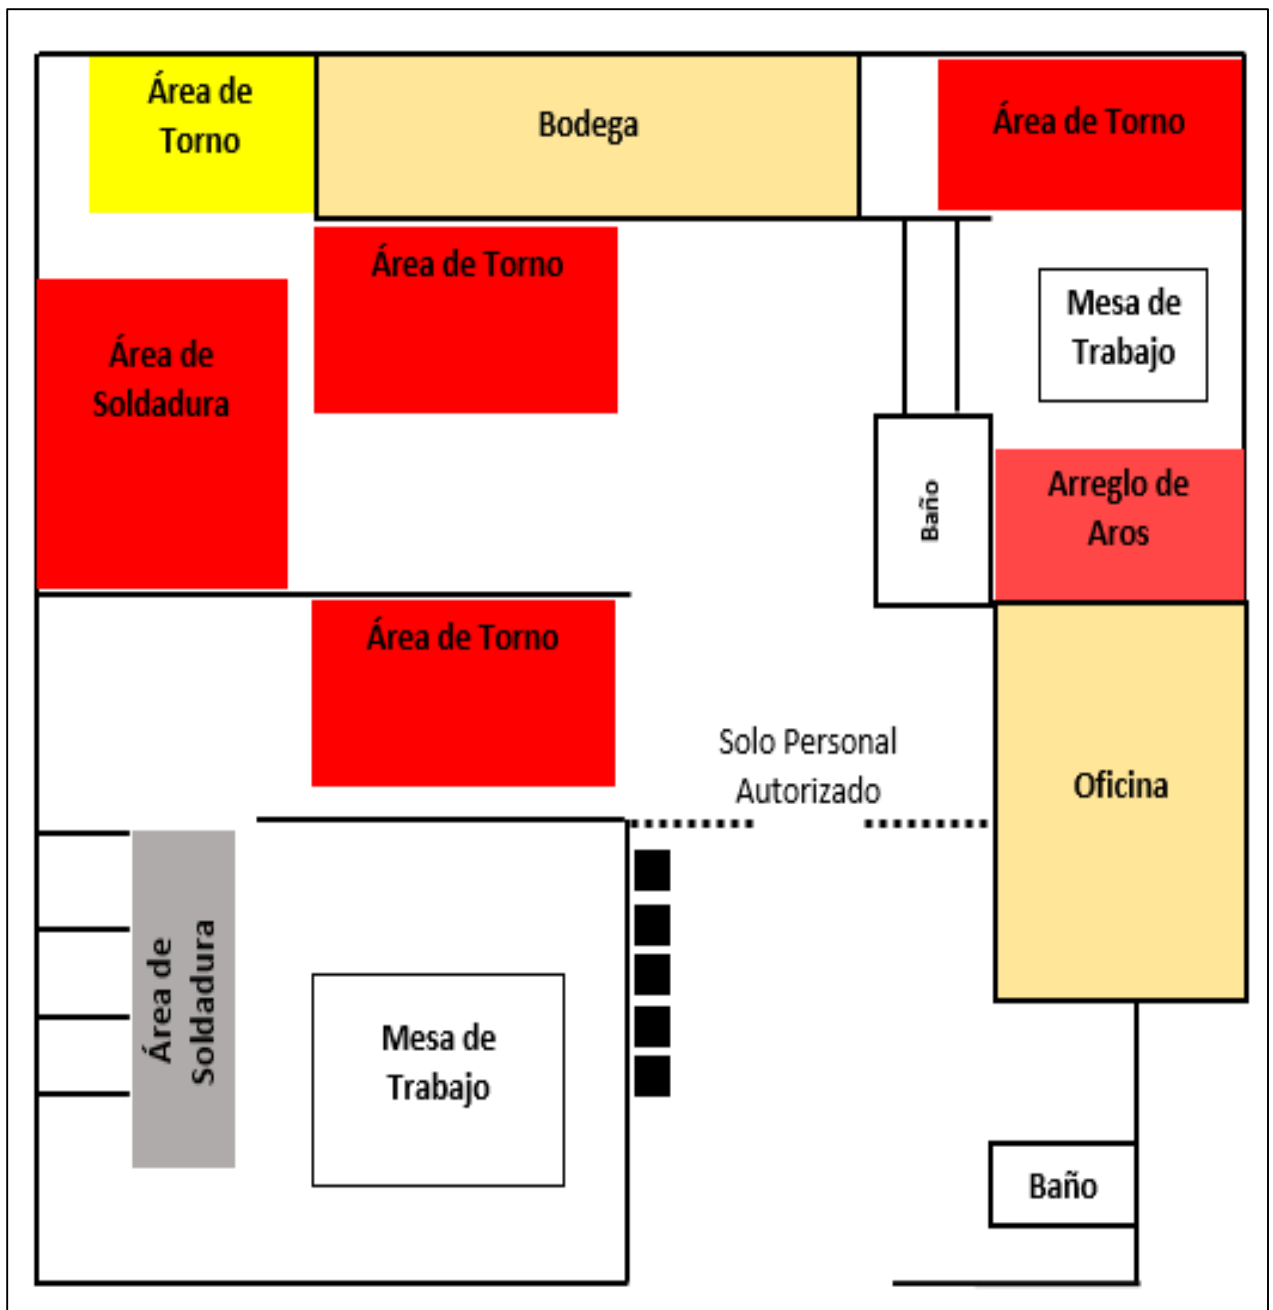 Área de
Torno
Bodega
Área de Torno
Área de Torno
Mesa de
Trabajo
Área de
Soldadura
Baño
Arreglo de
Aros
Área de Torno
Solo Personal
Autorizado
Oficina
Área de
Soldadura
Mesa de
Trabajo
Baño